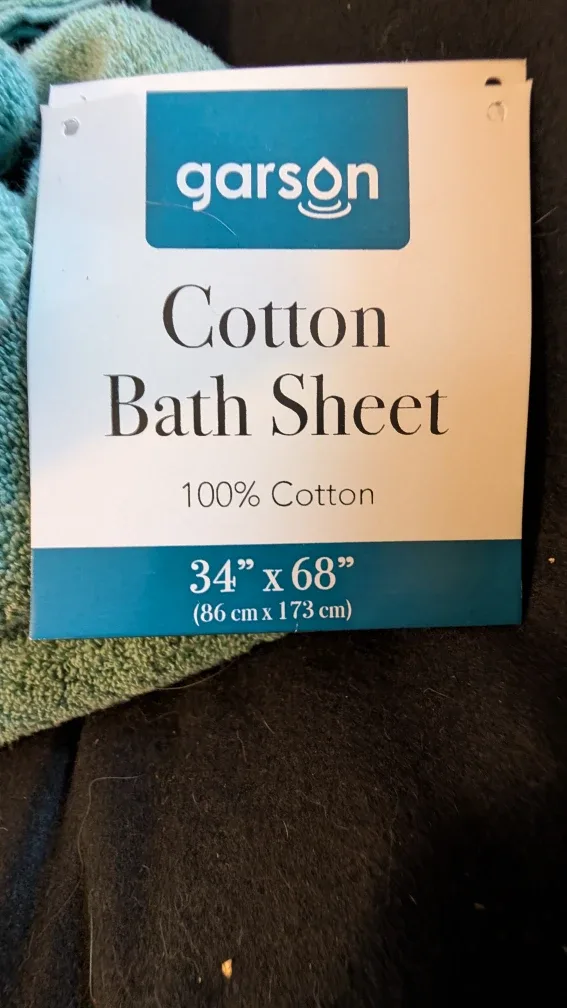 garson
Cotton
Bath Sheet
100% Cotton
34” x 68”
(86 cm x 173 cm)